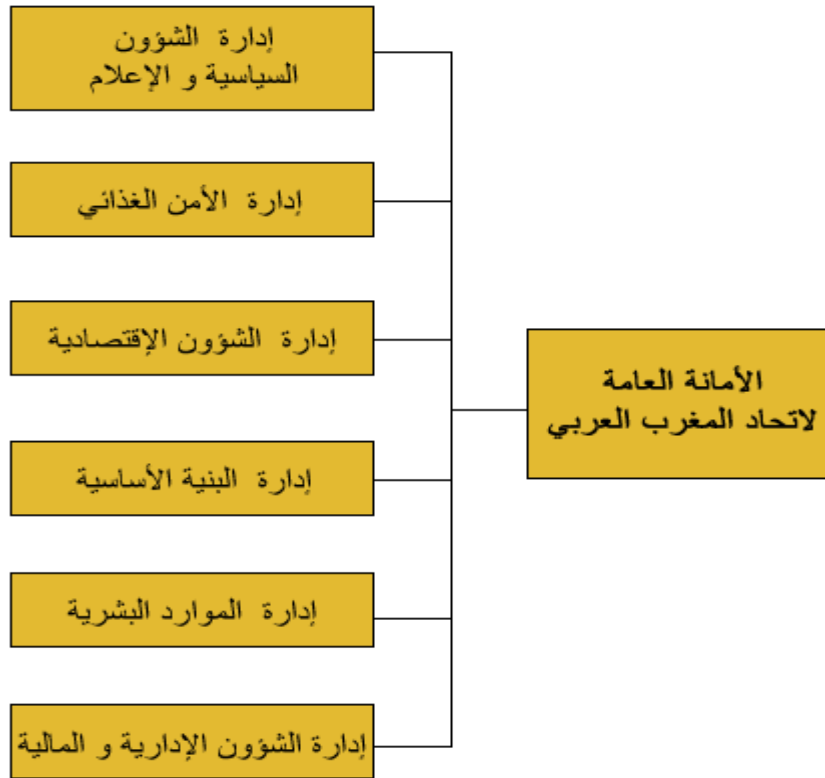 الأمانة العامة
لاتحاد المغرب العربي
إدارة الشؤون
السياسية و الإعلام
إدارة الأمن الغذائي
إدارة الشؤون الإقتصادية
إدارة البنية الأساسية
إدارة الموارد البشرية
إدارة الشؤون الإدارية و المالية